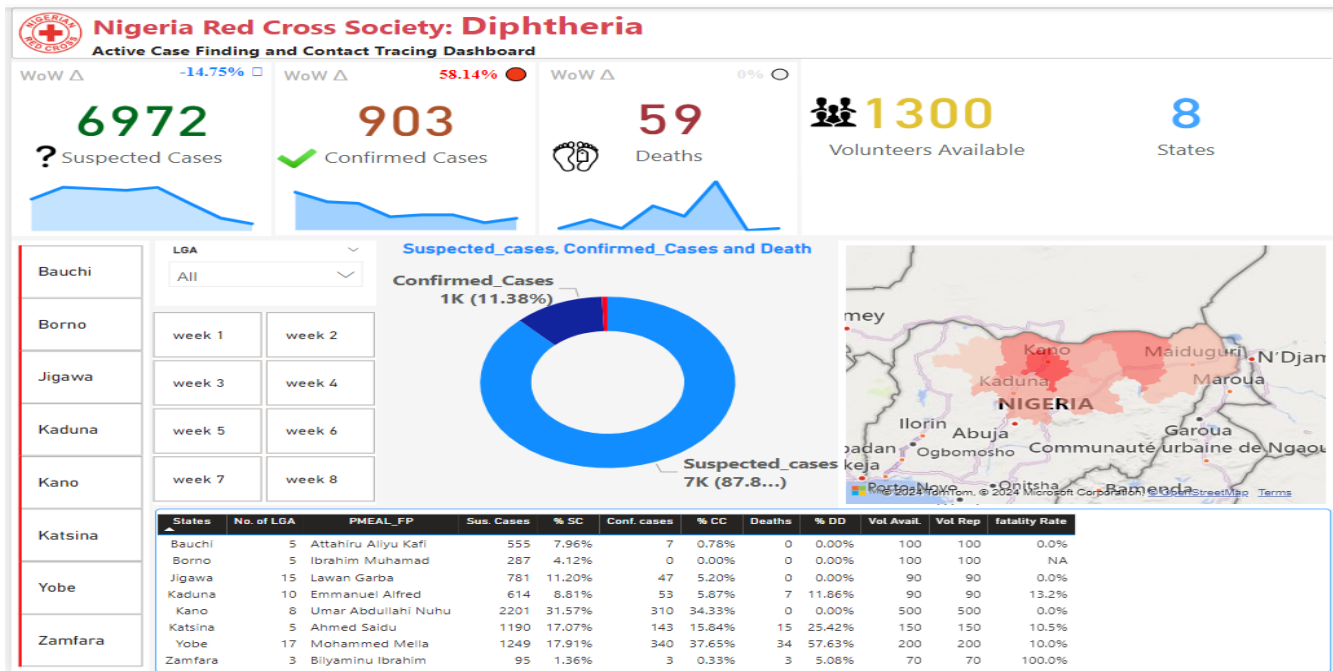 NIGERIAN
RED CROSS
Nigeria Red Cross Society: Diphtheria
Active Case Finding and Contact Tracing Dashboard
WoW Δ -14.75%
6972
? Suspected Cases
WoW Δ 58.14%
903
Confirmed Cases
WoW Δ 0%
59
Deaths
1300
Volunteers Available
8
States
Bauchi
Borno
Jigawa
Kaduna
Kano
Katsina
Yobe
Zamfara
LGA
All
week 1 week 2
week 3 week 4
week 5 week 6
week 7 week 8
Suspected_cases, Confirmed_Cases and Death
Confirmed_Cases
1K (11.38%)
Suspected_cases
7K (87.8...)
mey
Kano
Maiduguri
N'Djam
Kaduna
Maroua
NIGERIA
Ilorin
Abuja
Garoua
badan
Ogbomosho
Communauté urbaine de Ngaou
keja
Porto-Novo
Onitsha
Bamenda
© 2024 TomTom, © 2024 Microsoft Corporation, © OpenStreetMap Terms
States No. of LGA PMEAL_FP Sus. Cases % SC Conf. cases % CC Deaths % DD Vol Avail. Vol Rep fatality Rate
Bauchi 5 Attahiru Aliyu Kafi 555 7.96% 7 0.78% 0 0.00% 100 100 0.0%
Borno 5 Ibrahim Muhamad 287 4.12% 0 0.00% 0 0.00% 100 100 NA
Jigawa 15 Lawan Garba 781 11.20% 47 5.20% 0 0.00% 90 90 0.0%
Kaduna 10 Emmanuel Alfred 614 8.81% 53 5.87% 7 11.86% 90 90 13.2%
Kano 8 Umar Abdullahi Nuhu 2201 31.57% 310 34.33% 0 0.00% 500 500 0.0%
Katsina 5 Ahmed Saidu 1190 17.07% 143 15.84% 15 25.42% 150 150 10.5%
Yobe 17 Mohammed Mella 1249 17.91% 340 37.65% 34 57.63% 200 200 10.0%
Zamfara 3 Bilyaminu Ibrahim 95 1.36% 3 0.33% 3 5.08% 70 70 100.0%